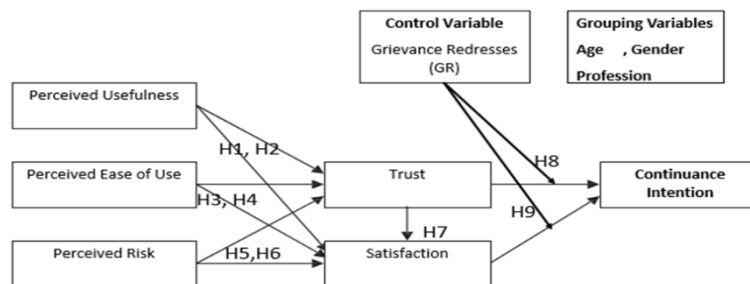 Control Variable
Grievance Redresses
(GR)
Grouping Variables
Age , Gender
Profession
Perceived Usefulness
H1, H2
Perceived Ease of Use
H3, H4
Trust
H8
Continuance
Intention
H9
H7
Perceived Risk
H5,H6
Satisfaction